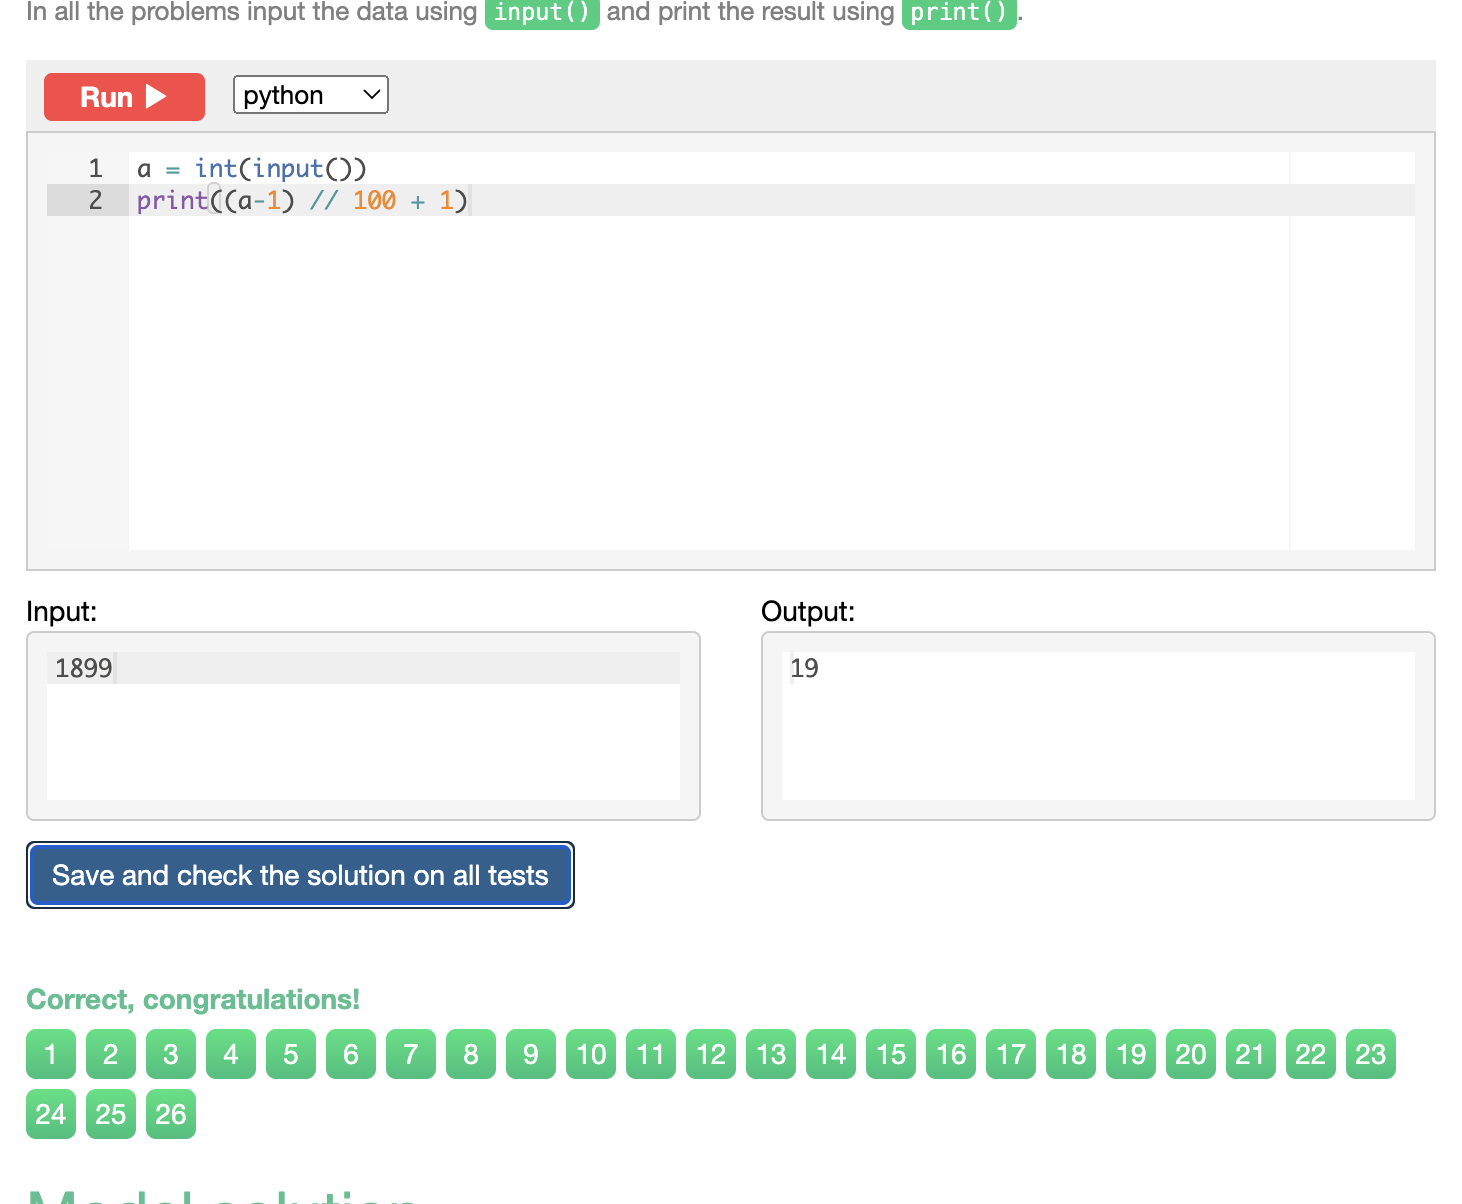 In all the problems input the data using input() and print the result using print().
Run python
1 a = int(input())
2 print((a-1) // 100 + 1)
Input: Output:
1899 19
Save and check the solution on all tests
Correct, congratulations!
1 2 3 4 5 6 7 8 9 10 11 12 13 14 15 16 17 18 19 20 21 22 23
24 25 26
Model solution